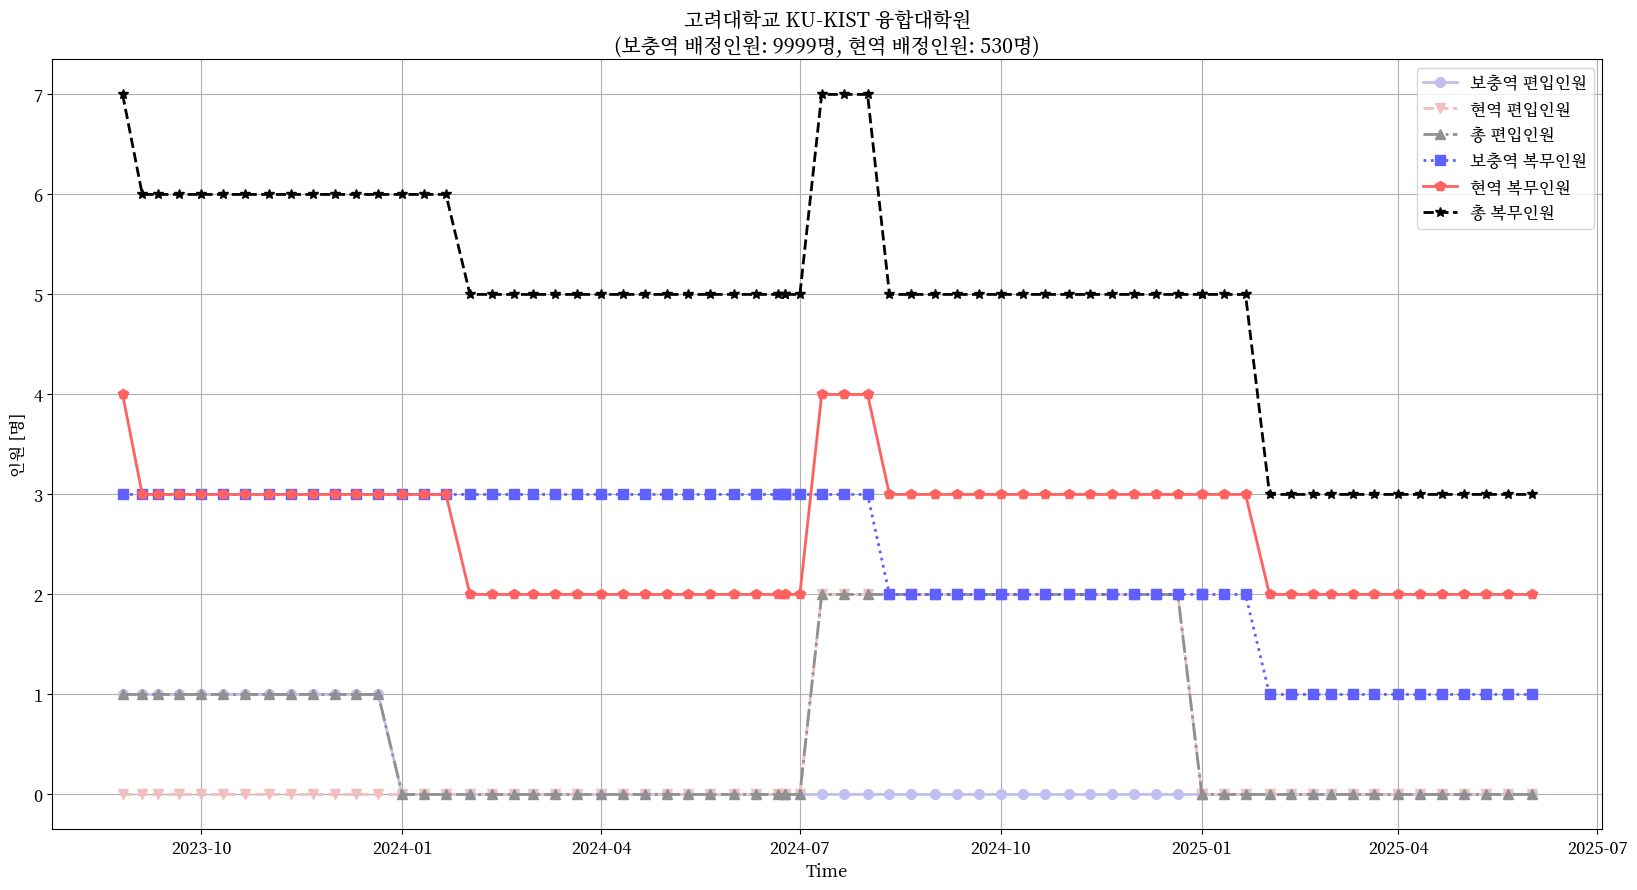 고려대학교 KU-KIST 융합대학원
(보충역 배정인원: 9999명, 현역 배정인원: 530명)
보충역 편입인원
현역 편입인원
총 편입인원
보충역 복무인원
현역 복무인원
총 복무인원
인원 [명]
7
6
5
4
3
2
1
0
2023-10
2024-01
2024-04
2024-07
2024-10
2025-01
2025-04
2025-07
Time